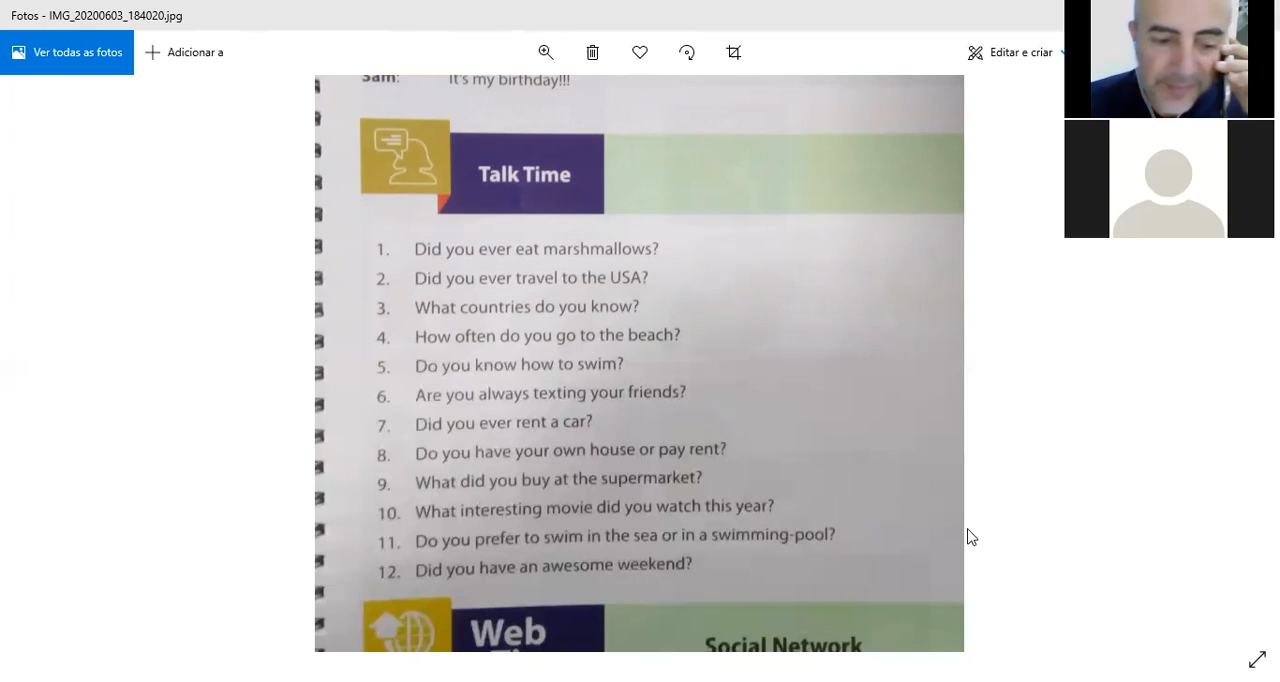 Fotos - IMG_20200603_184020.jpg
Ver todas as fotos
Adicionar a
Editar e criar
Sam: It's my birthday!!!
Talk Time
1. Did you ever eat marshmallows?
2. Did you ever travel to the USA?
3. What countries do you know?
4. How often do you go to the beach?
5. Do you know how to swim?
6. Are you always texting your friends?
7. Did you ever rent a car?
8. Do you have your own house or pay rent?
9. What did you buy at the supermarket?
10. What interesting movie did you watch this year?
11. Do you prefer to swim in the sea or in a swimming-pool?
12. Did you have an awesome weekend?
Web
Social Network